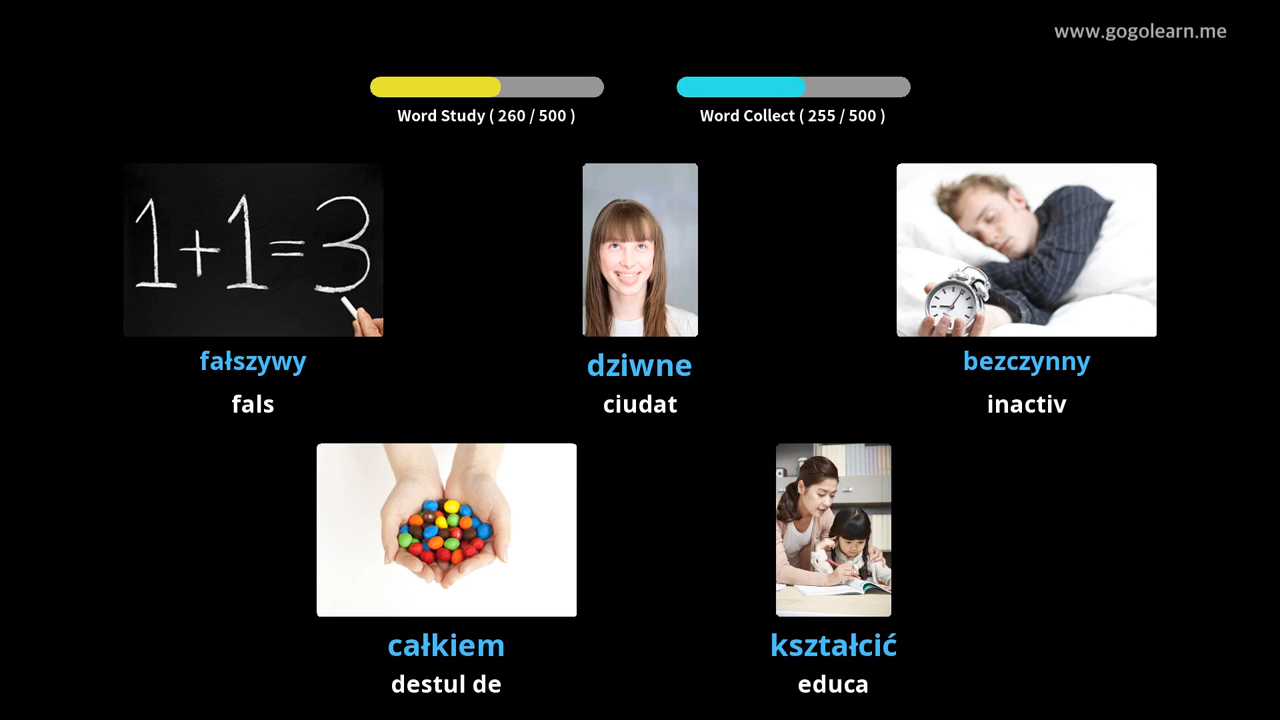 www.gogolearn.me
Word Study ( 260 / 500 )
Word Collect ( 255 / 500 )
1+1=3
fałszywy
fals
dziwne
ciudat
bezczynny
inactiv
całkiem
destul de
kształcić
educa